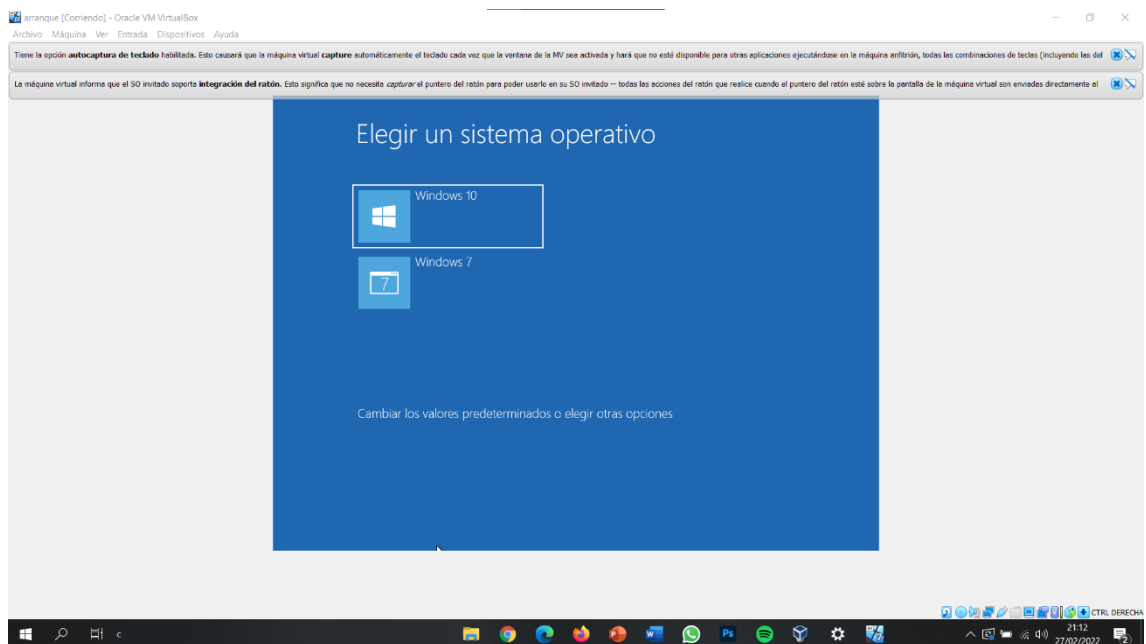 arranque [Corriendo] - Oracle VM VirtualBox
Archivo Máquina Ver Entrada Dispositivos Ayuda
Tiene la opción autocaptura de teclado habilitada. Esto causará que la máquina virtual capture automáticamente el teclado cada vez que la ventana de la MV sea activada y hará que no esté disponible para otras aplicaciones ejecutándose en la máquina anfitrión, todas las combinaciones de teclas (incluyendo las del
La máquina virtual informa que el SO invitado soporta integración del ratón. Esto significa que no necesita capturar el puntero del ratón para poder usarlo en su SO invitado — todas las acciones del ratón que realice cuando el puntero del ratón esté sobre la pantalla de la máquina virtual son enviadas directamente al
Elegir un sistema operativo
Windows 10
7
Windows 7
Cambiar los valores predeterminados o elegir otras opciones
CTRL DERECHA
c
Ps
21:12
27/02/2022